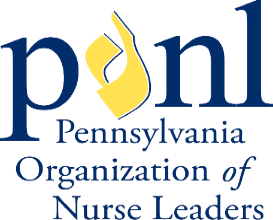 ponl
Pennsylvania
Organization of
Nurse Leaders